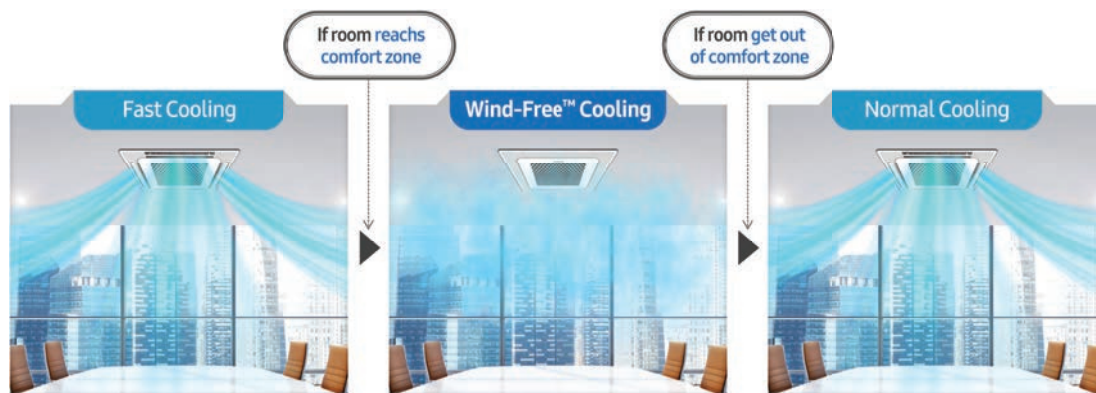 If room reachs
comfort zone
If room get out
of comfort zone
Fast Cooling
Wind-Free™ Cooling
Normal Cooling